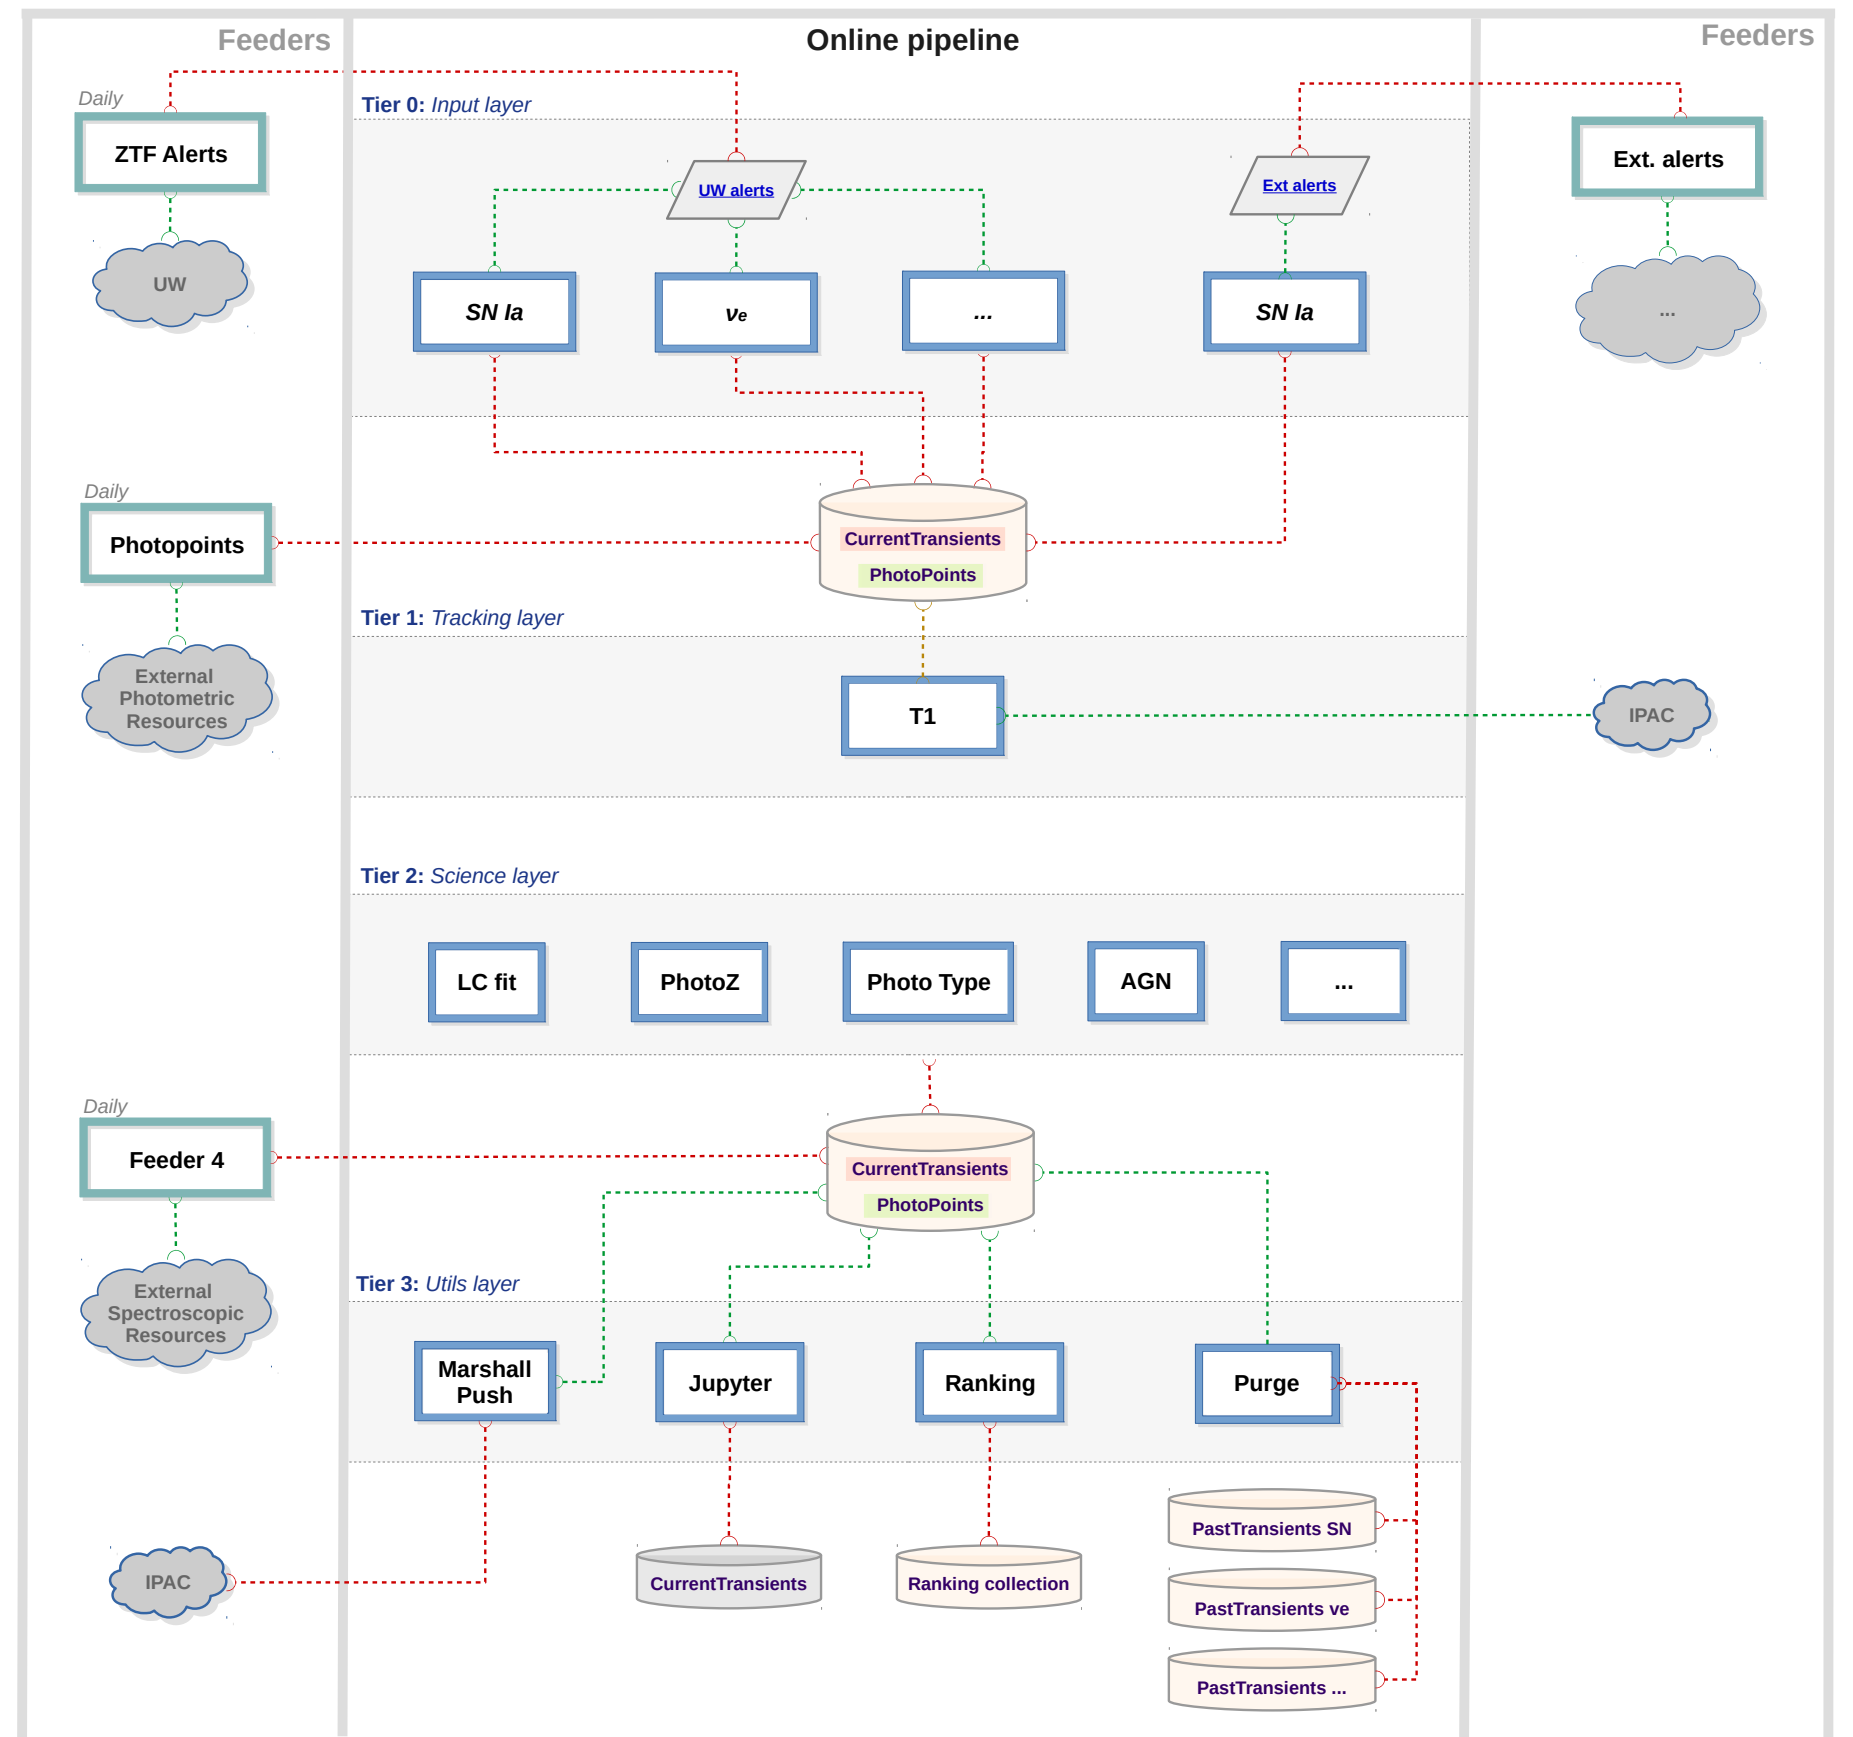 Feeders
Online pipeline
Feeders
Daily
ZTF Alerts
UW
Tier 0: Input layer
UW alerts
Ext alerts
SN Ia
νe
...
SN Ia
Ext. alerts
...
Daily
Photopoints
External
Photometric
Resources
CurrentTransients
PhotoPoints
Tier 1: Tracking layer
T1
IPAC
Tier 2: Science layer
LC fit
PhotoZ
Photo Type
AGN
...
Daily
Feeder 4
External
Spectroscopic
Resources
CurrentTransients
PhotoPoints
Tier 3: Utils layer
Marshall
Push
Jupyter
Ranking
Purge
IPAC
CurrentTransients
Ranking collection
PastTransients SN
PastTransients ve
PastTransients ...